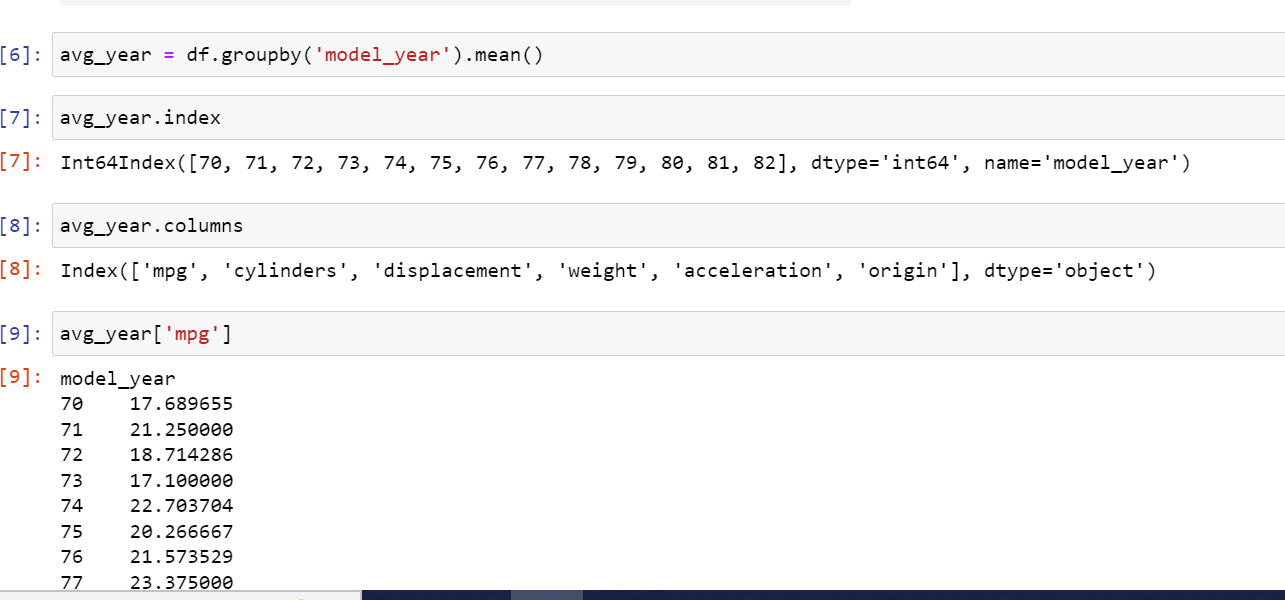 [6]: avg_year = df.groupby('model_year').mean()
[7]: avg_year.index
[7]: Int64Index([70, 71, 72, 73, 74, 75, 76, 77, 78, 79, 80, 81, 82], dtype='int64', name='model_year')
[8]: avg_year.columns
[8]: Index(['mpg', 'cylinders', 'displacement', 'weight', 'acceleration', 'origin'], dtype='object')
[9]: avg_year['mpg']
[9]: model_year
70    17.689655
71    21.250000
72    18.714286
73    17.100000
74    22.703704
75    20.266667
76    21.573529
77    23.375000